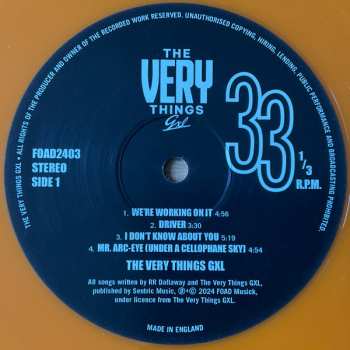 THE VERY THINGS GXL • ALL RIGHTS OF THE PRODUCER AND OWNER OF THE RECORDED WORK RESERVED. UNAUTHORISED COPYING, HIRING, LENDING, PUBLIC PERFORMANCE AND BROADCASTING PROHIBITED.
THE
VERY
THINGS
GXL
33
1/3
R.P.M.
FOAD2403
STEREO
SIDE 1
1. WE'RE WORKING ON IT 4:56
2. DRIVER 3:30
3. I DON'T KNOW ABOUT YOU 5:19
4. MR. ARC-EYE (UNDER A CELLOPHANE SKY) 4:54
THE VERY THINGS GXL
All songs written by RR Dallaway and The Very Things GXL,
published by Sentric Music, ℗+© 2024 FOAD Musick,
under licence from The Very Things GXL.
MADE IN ENGLAND